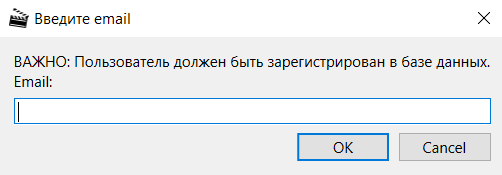 Введите email
ВАЖНО: Пользователь должен быть зарегистрирован в базе данных.
Email:
OK
Cancel